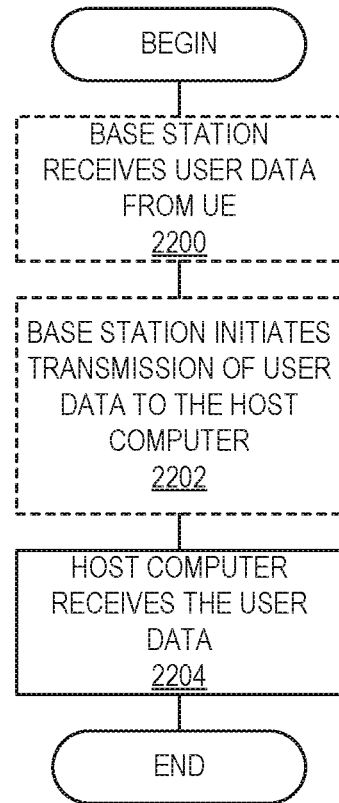 BEGIN
BASE STATION
RECEIVES USER DATA
FROM UE
2200
BASE STATION INITIATES
TRANSMISSION OF USER
DATA TO THE HOST
COMPUTER
2202
HOST COMPUTER
RECEIVES THE USER
DATA
2204
END